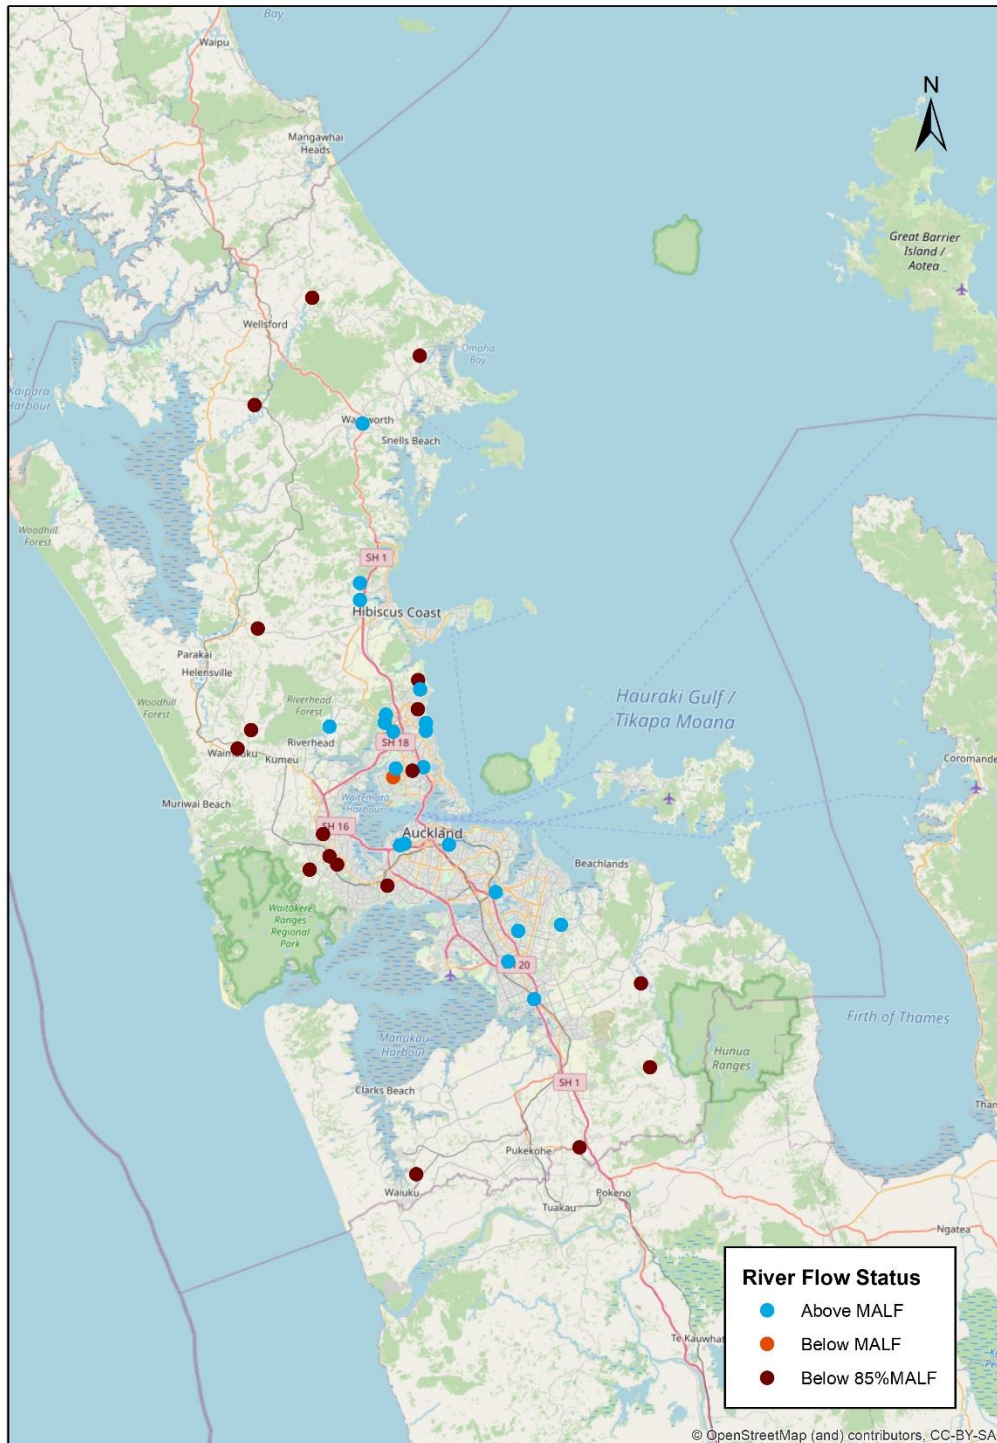 Bay
Waipu
N
Mangawhai
Heads
Great Barrier
Island /
Aotea
Wellsford
Omaha
Bay
Kaipara
Harbour
Snells Beach
Woodhill
Forest
SH 1
Hibiscus Coast
Parakai
Helensville
Woodhill
Forest
Riverhead
Forest
Hauraki Gulf /
Tikapa Moana
Riverhead
SH 18
Kumeu
Coromande
Muriwai Beach
Waitematā
Harbour
SH 16
Auckland
Beachlands
Waitakere
Ranges
Regional
Park
20
Firth of Thames
Manukau
Harbour
Hunua
Ranges
Clarks Beach
SH 1
Than
Pukekohe
Waiuku
Pokeno
Tuakau
Ngatea
River Flow Status
Above MALF
Below MALF
Below 85%MALF
Te Kauwhat
© OpenStreetMap (and) contributors, CC-BY-SA